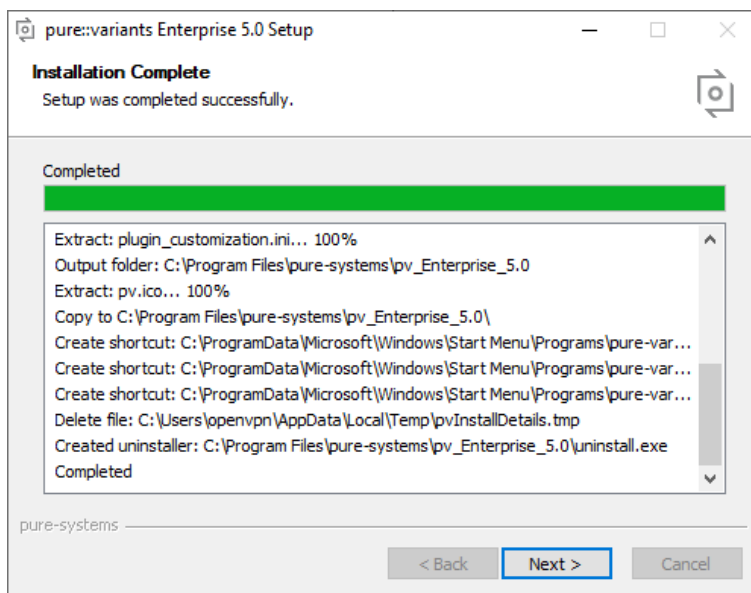 pure::variants Enterprise 5.0 Setup
Installation Complete
Setup was completed successfully.
Completed
Extract: plugin_customization.ini... 100%
Output folder: C:\Program Files\pure-systems\pv_Enterprise_5.0
Extract: pv.ico... 100%
Copy to C:\Program Files\pure-systems\pv_Enterprise_5.0\
Create shortcut: C:\ProgramData\Microsoft\Windows\Start Menu\Programs\pure-var...
Create shortcut: C:\ProgramData\Microsoft\Windows\Start Menu\Programs\pure-var...
Create shortcut: C:\ProgramData\Microsoft\Windows\Start Menu\Programs\pure-var...
Delete file: C:\Users\openvpn\AppData\Local\Temp\pvInstallDetails.tmp
Created uninstaller: C:\Program Files\pure-systems\pv_Enterprise_5.0\uninstall.exe
Completed
pure-systems
< Back Next > Cancel